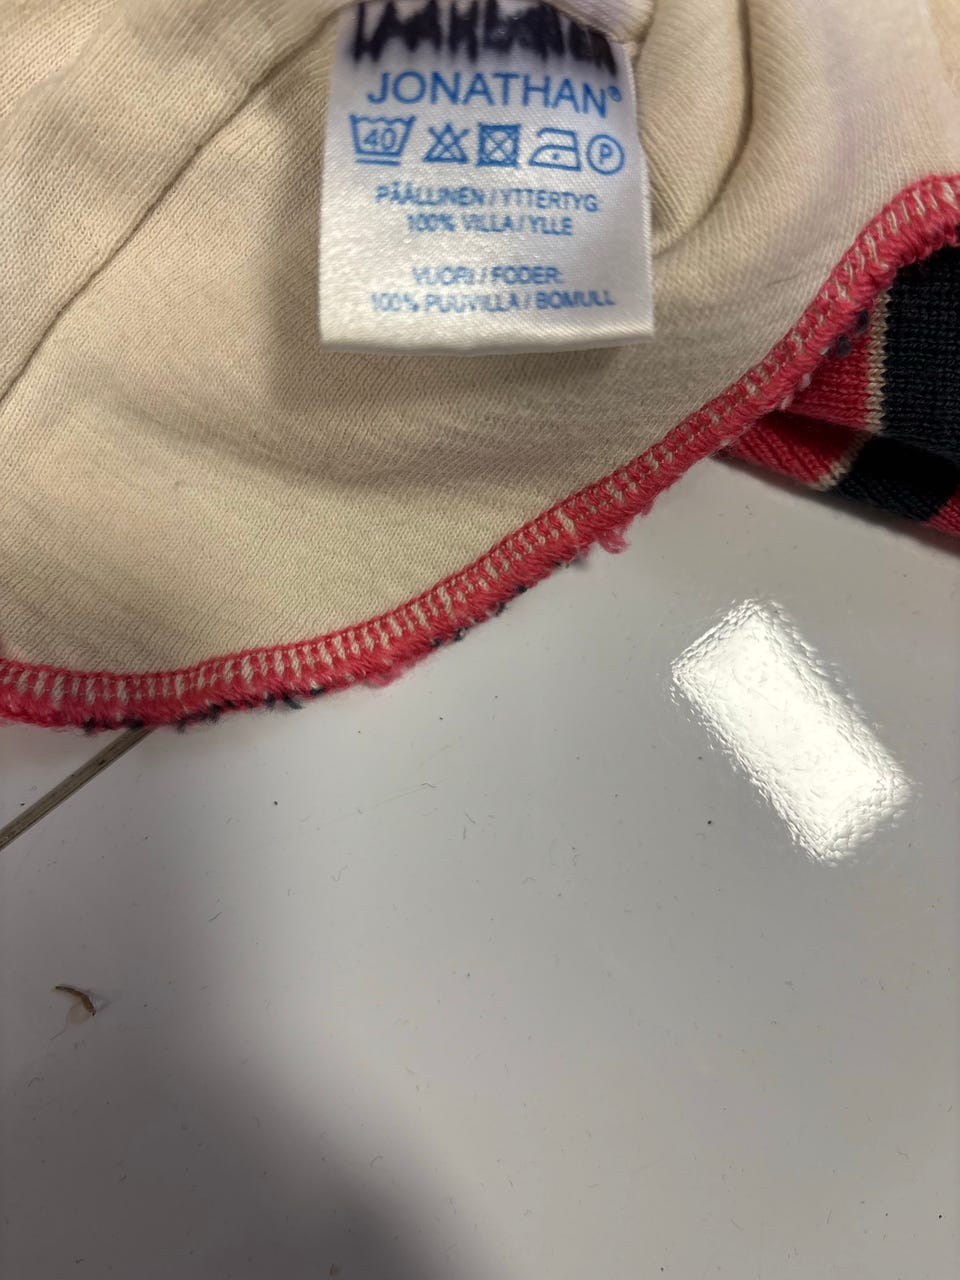 JONATHAN®
40 P
PÄÄLLINEN / YTTERTYG:
100% VILLA / YLLE
VUORI / FODER:
100% PUUVILLA / BOMULL